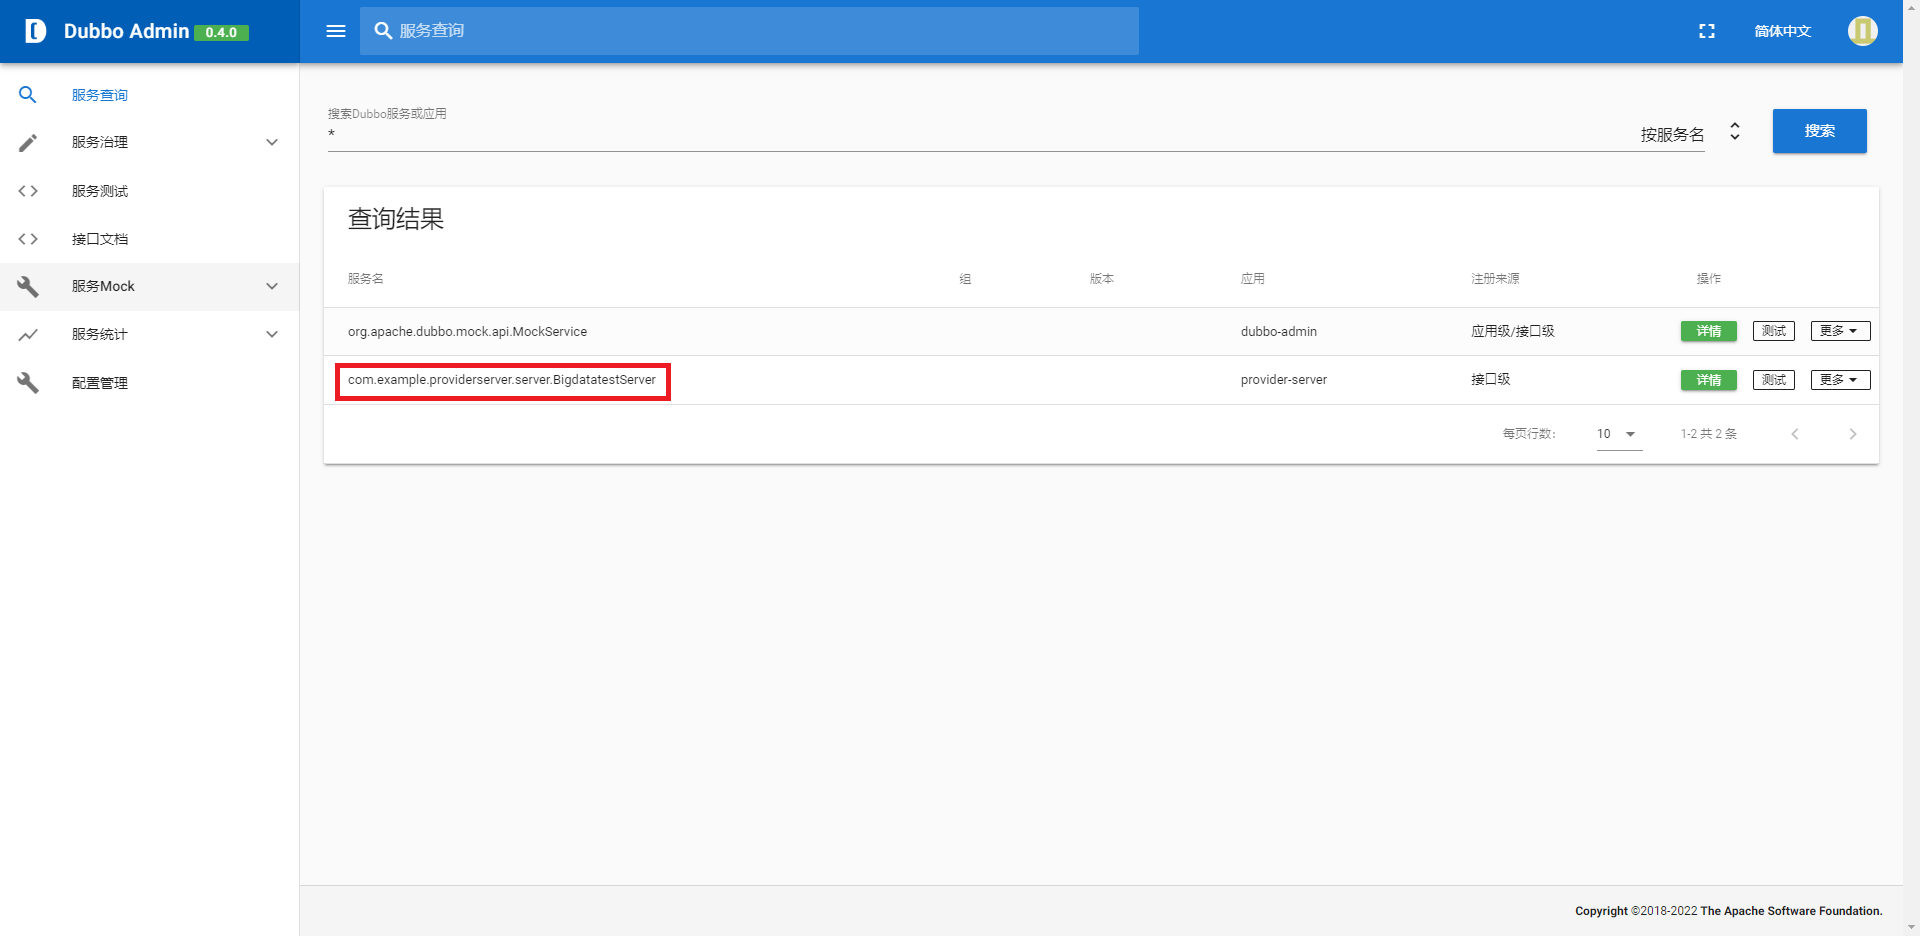 Dubbo Admin 0.4.0
服务查询
简体中文
服务查询
服务治理
服务测试
接口文档
服务Mock
服务统计
配置管理
搜索Dubbo服务或应用
*
按服务名
搜索
查询结果
服务名 组 版本 应用 注册来源 操作
org.apache.dubbo.mock.api.MockService dubbo-admin 应用级/接口级 详情 测试 更多
com.example.providerserver.server.BigdatatestServer provider-server 接口级 详情 测试 更多
每页行数: 10 1-2 共 2 条
Copyright ©2018-2022 The Apache Software Foundation.